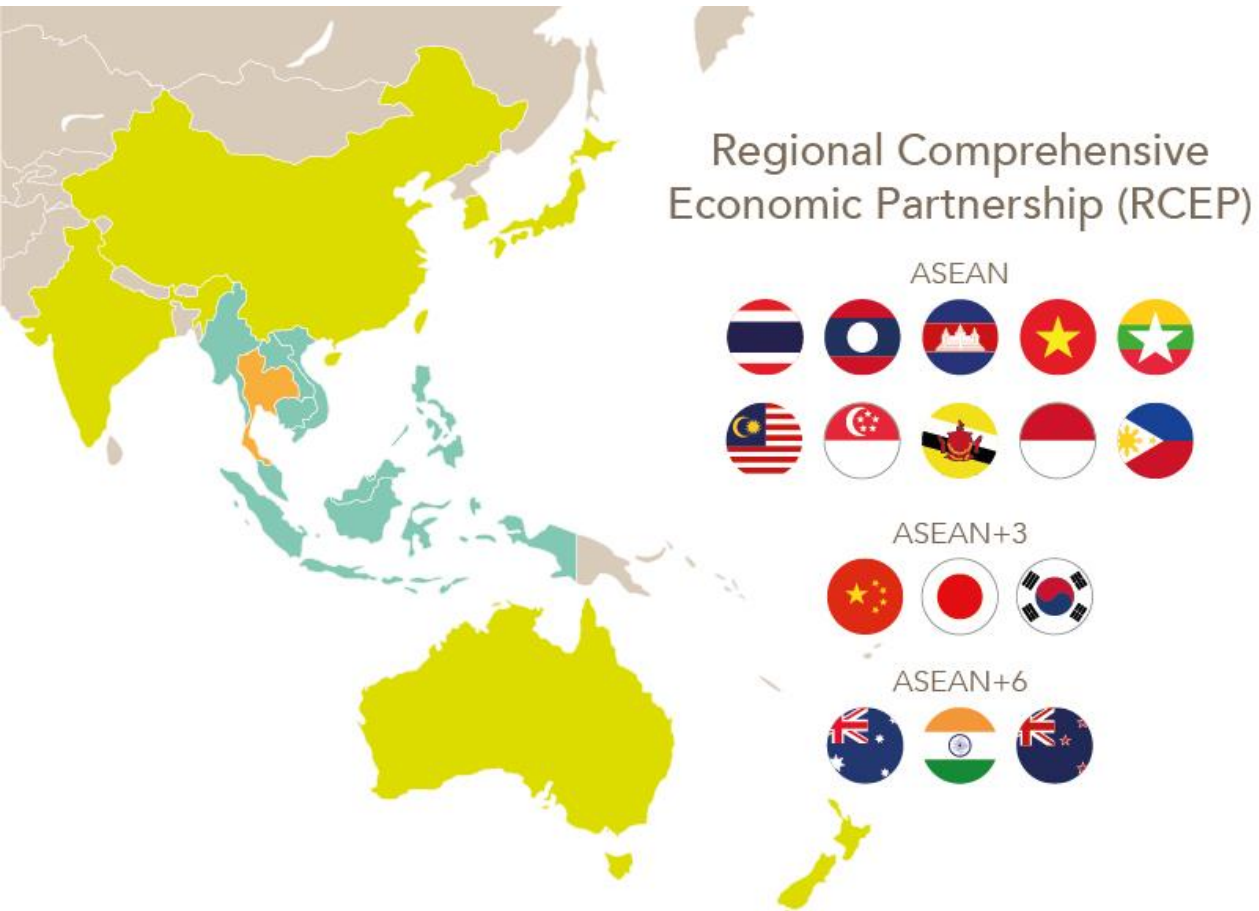 Regional Comprehensive
Economic Partnership (RCEP)
ASEAN
ASEAN+3
ASEAN+6